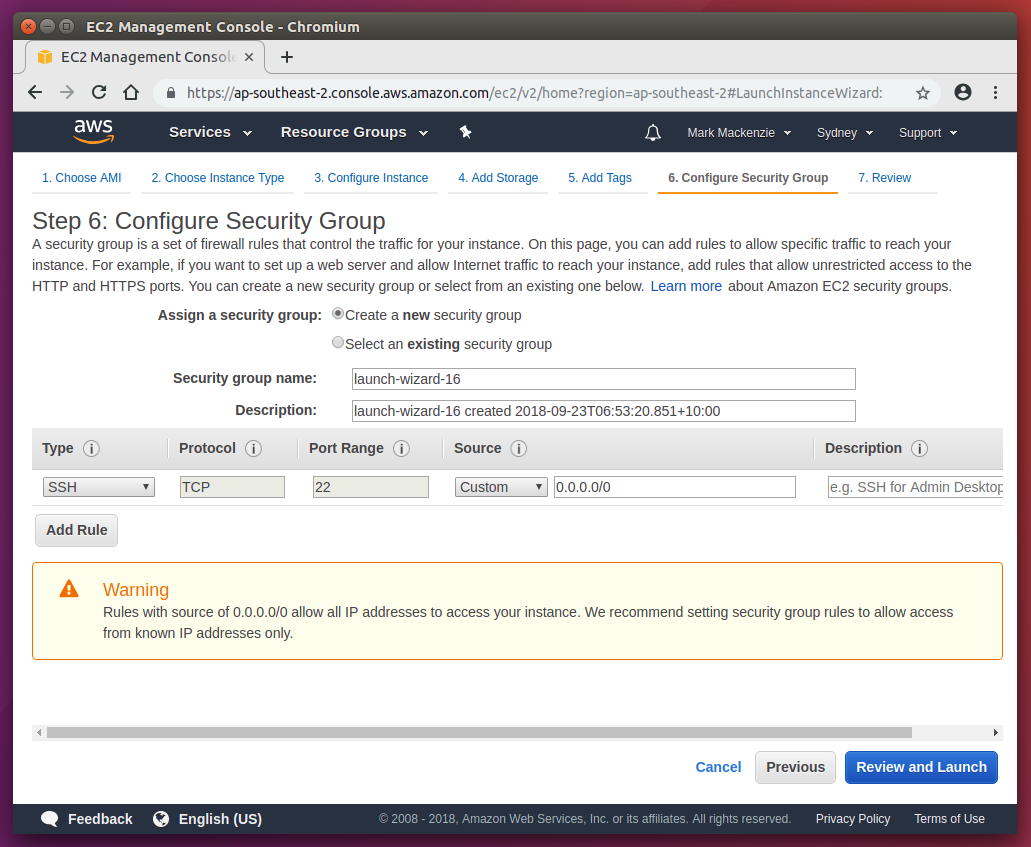 EC2 Management Console - Chromium
EC2 Management Consol
https://ap-southeast-2.console.aws.amazon.com/ec2/v2/home?region=ap-southeast-2#LaunchInstanceWizard:
aws Services Resource Groups Mark Mackenzie Sydney Support
1. Choose AMI 2. Choose Instance Type 3. Configure Instance 4. Add Storage 5. Add Tags 6. Configure Security Group 7. Review
Step 6: Configure Security Group
A security group is a set of firewall rules that control the traffic for your instance. On this page, you can add rules to allow specific traffic to reach your
instance. For example, if you want to set up a web server and allow Internet traffic to reach your instance, add rules that allow unrestricted access to the
HTTP and HTTPS ports. You can create a new security group or select from an existing one below. Learn more about Amazon EC2 security groups.
Assign a security group: Create a new security group
Select an existing security group
Security group name: launch-wizard-16
Description: launch-wizard-16 created 2018-09-23T06:53:20.851+10:00
Type i Protocol i Port Range i Source i Description i
SSH TCP 22 Custom 0.0.0.0/0 e.g. SSH for Admin Desktop
Add Rule
Warning
Rules with source of 0.0.0.0/0 allow all IP addresses to access your instance. We recommend setting security group rules to allow access
from known IP addresses only.
Cancel Previous Review and Launch
Feedback English (US) © 2008 - 2018, Amazon Web Services, Inc. or its affiliates. All rights reserved. Privacy Policy Terms of Use